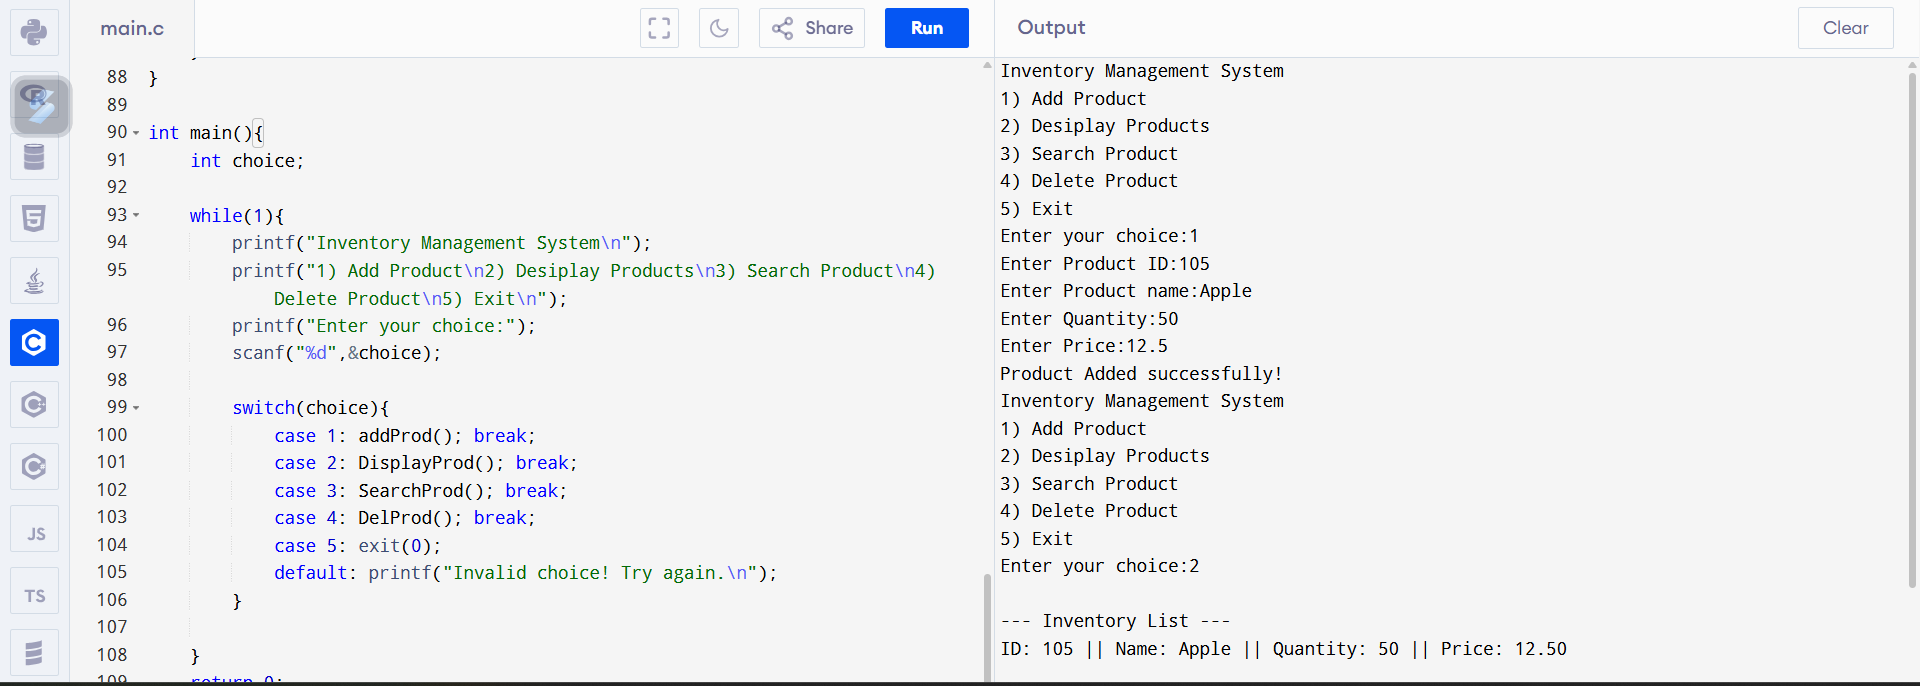 main.c
Share
Run
88 }
89
90 int main(){
91 int choice;
92
93 while(1){
94 printf("Inventory Management System\n");
95 printf("1) Add Product\n2) Desiplay Products\n3) Search Product\n4)
Delete Product\n5) Exit\n");
96 printf("Enter your choice:");
97 scanf("%d",&choice);
98
99 switch(choice){
100 case 1: addProd(); break;
101 case 2: DisplayProd(); break;
102 case 3: SearchProd(); break;
103 case 4: DelProd(); break;
104 case 5: exit(0);
105 default: printf("Invalid choice! Try again.\n");
106 }
107
108 }
109 return 0;
JS
TS
Output
Clear
Inventory Management System
1) Add Product
2) Desiplay Products
3) Search Product
4) Delete Product
5) Exit
Enter your choice:1
Enter Product ID:105
Enter Product name:Apple
Enter Quantity:50
Enter Price:12.5
Product Added successfully!
Inventory Management System
1) Add Product
2) Desiplay Products
3) Search Product
4) Delete Product
5) Exit
Enter your choice:2
--- Inventory List ---
ID: 105 || Name: Apple || Quantity: 50 || Price: 12.50